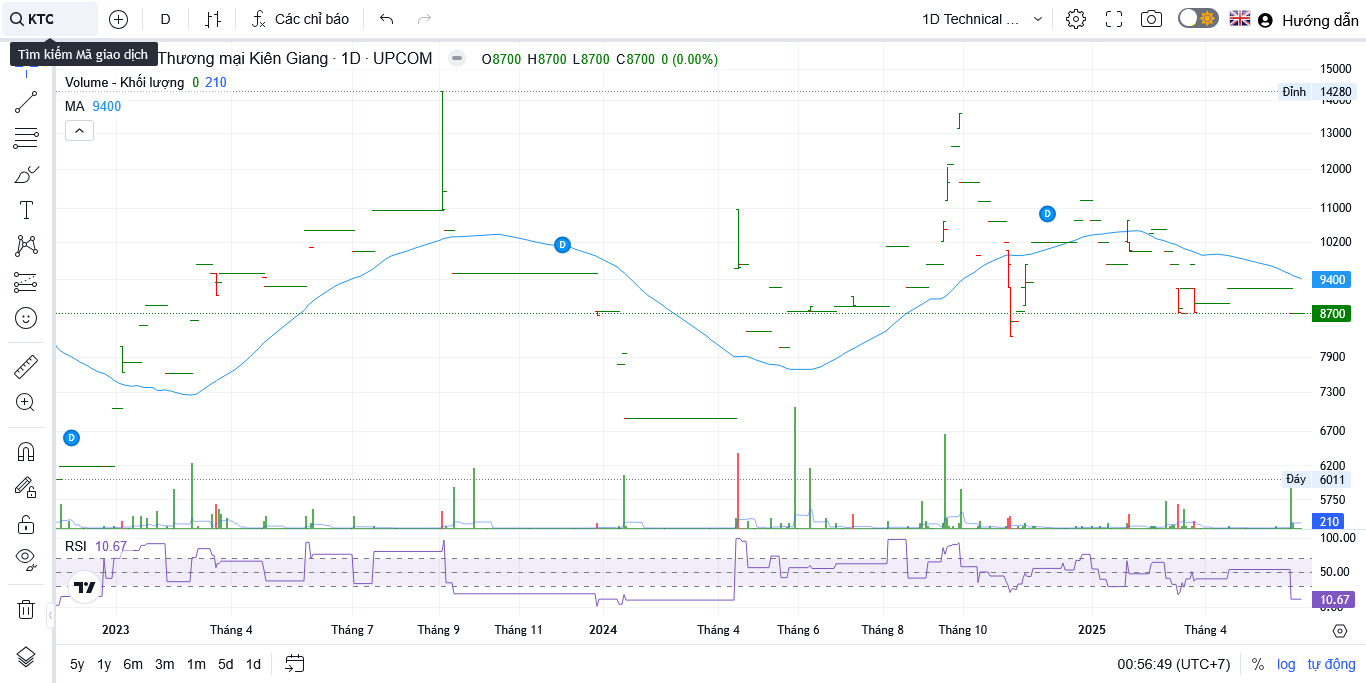 KTC
D
Các chỉ báo
1D Technical ...
Hướng dẫn
Tìm kiếm Mã giao dịch
Thương mại Kiên Giang · 1D · UPCOM
O8700 H8700 L8700 C8700 0 (0.00%)
Volume - Khối lượng 0 210
MA 9400
15000
Đỉnh 14280
14000
13000
12000
11000
10200
9400
8700
7900
7300
6700
6200
Đáy 6011
5750
210
D
D
D
RSI 10.67
100.00
50.00
10.67
0.00
2023
Tháng 4
Tháng 7
Tháng 9
Tháng 11
2024
Tháng 4
Tháng 6
Tháng 8
Tháng 10
2025
Tháng 4
5y 1y 6m 3m 1m 5d 1d
00:56:49 (UTC+7)
% log tự động